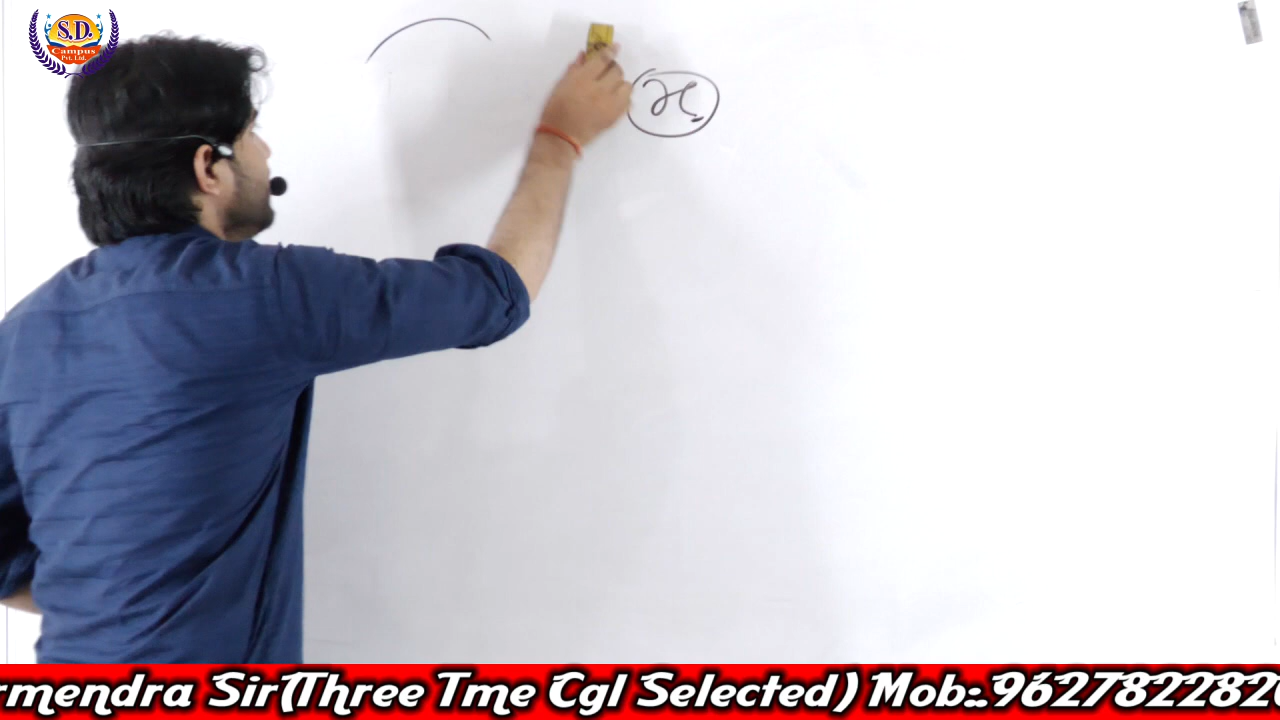 S.D.
Campus
Pvt. Ltd.
x
rmendra Sir(Three Tme Cgl Selected) Mob:.962782282